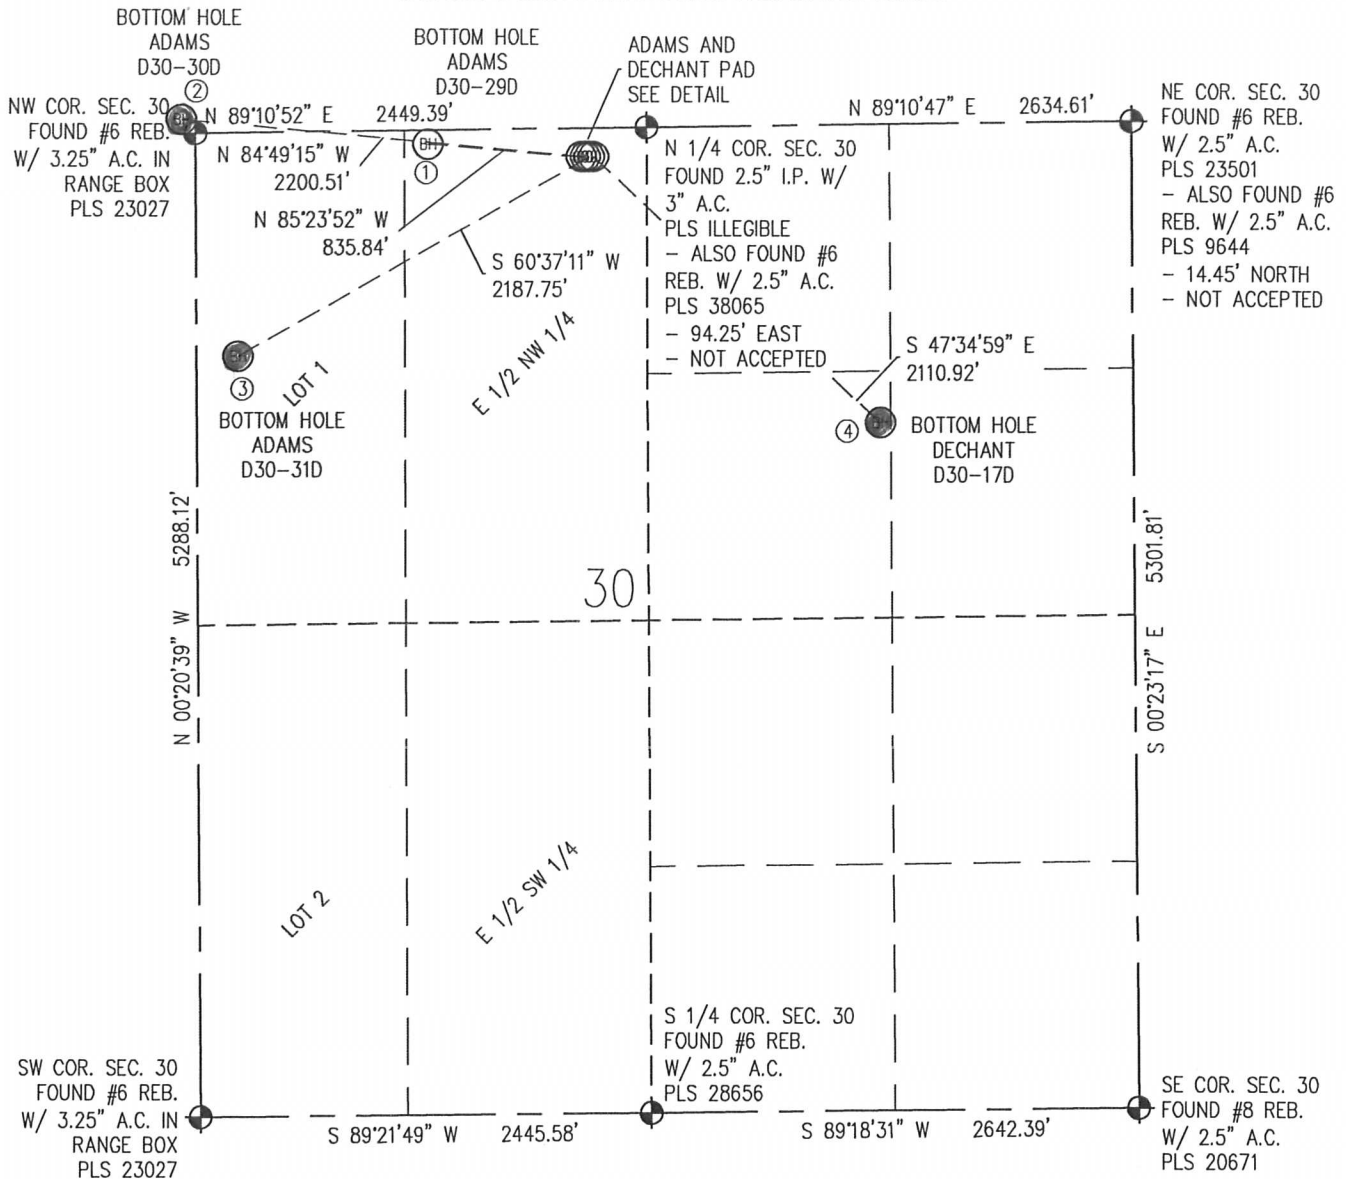 BOTTOM HOLE
ADAMS
D30-30D
②
BOTTOM HOLE
ADAMS
D30-29D
ADAMS AND
DECHANT PAD
SEE DETAIL
NW COR. SEC. 30
FOUND #6 REB.
W/ 3.25" A.C. IN
RANGE BOX
PLS 23027
N 89°10'52" E
2449.39'
N 89°10'47" E
2634.61'
NE COR. SEC. 30
FOUND #6 REB.
W/ 2.5" A.C.
PLS 23501
- ALSO FOUND #6
REB. W/ 2.5" A.C.
PLS 9644
- 14.45' NORTH
- NOT ACCEPTED
BH
BH
①
N 84°49'15" W
2200.51'
N 85°23'52" W
835.84'
S 60°37'11" W
2187.75'
N 1/4 COR. SEC. 30
FOUND 2.5" I.P. W/
3" A.C.
PLS ILLEGIBLE
- ALSO FOUND #6
REB. W/ 2.5" A.C.
PLS 38065
- 94.25' EAST
- NOT ACCEPTED
S 47°34'59" E
2110.92'
BH
③
BOTTOM HOLE
ADAMS
D30-31D
LOT 1
E 1/2 NW 1/4
BH
④
BOTTOM HOLE
DECHANT
D30-17D
N 00°20'39" W
5288.12'
30
5301.81'
S 00°23'17" E
LOT 2
E 1/2 SW 1/4
SW COR. SEC. 30
FOUND #6 REB.
W/ 3.25" A.C. IN
RANGE BOX
PLS 23027
S 89°21'49" W
2445.58'
S 1/4 COR. SEC. 30
FOUND #6 REB.
W/ 2.5" A.C.
PLS 28656
S 89°18'31" W
2642.39'
SE COR. SEC. 30
FOUND #8 REB.
W/ 2.5" A.C.
PLS 20671